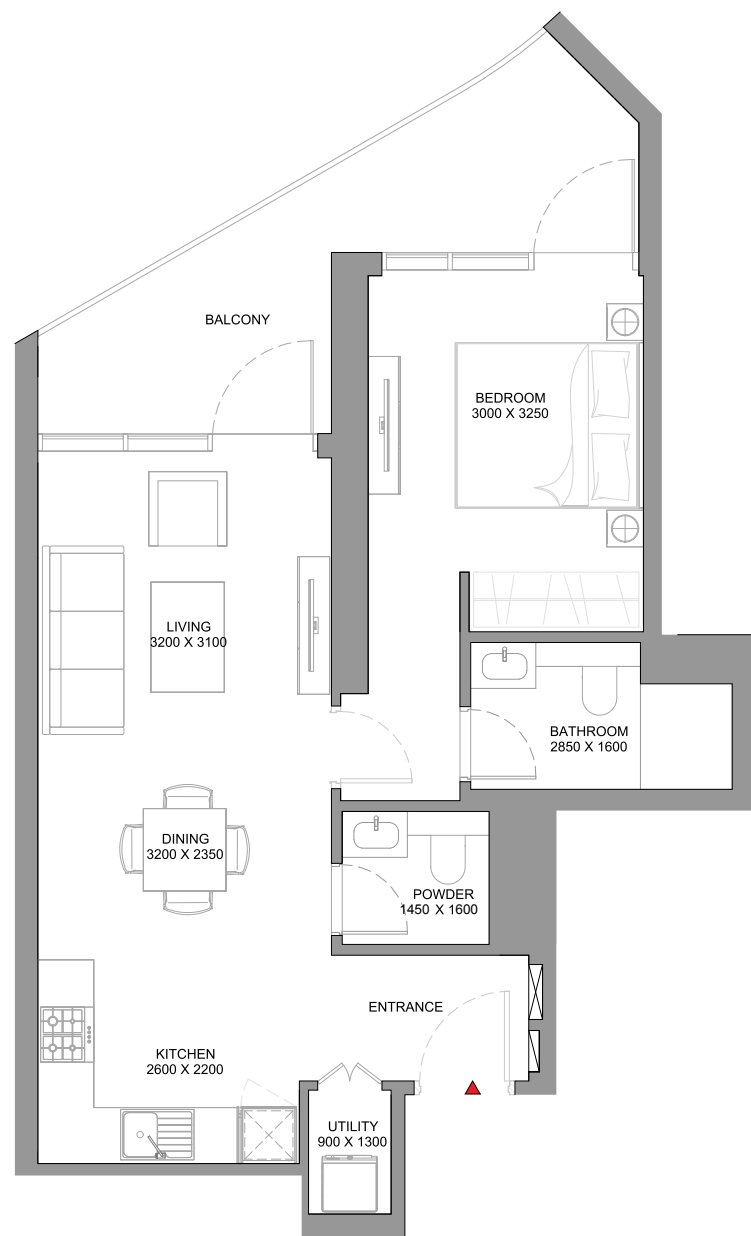 BALCONY
BEDROOM
3000 X 3250
LIVING
3200 X 3100
BATHROOM
2850 X 1600
DINING
3200 X 2350
POWDER
1450 X 1600
ENTRANCE
KITCHEN
2600 X 2200
UTILITY
900 X 1300